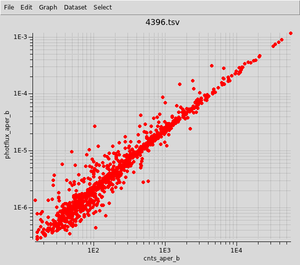 File Edit Graph Dataset Select
4396.tsv
1E-3
1E-4
1E-5
1E-6
photflux_aper_b
1E2 1E3 1E4
cnts_aper_b